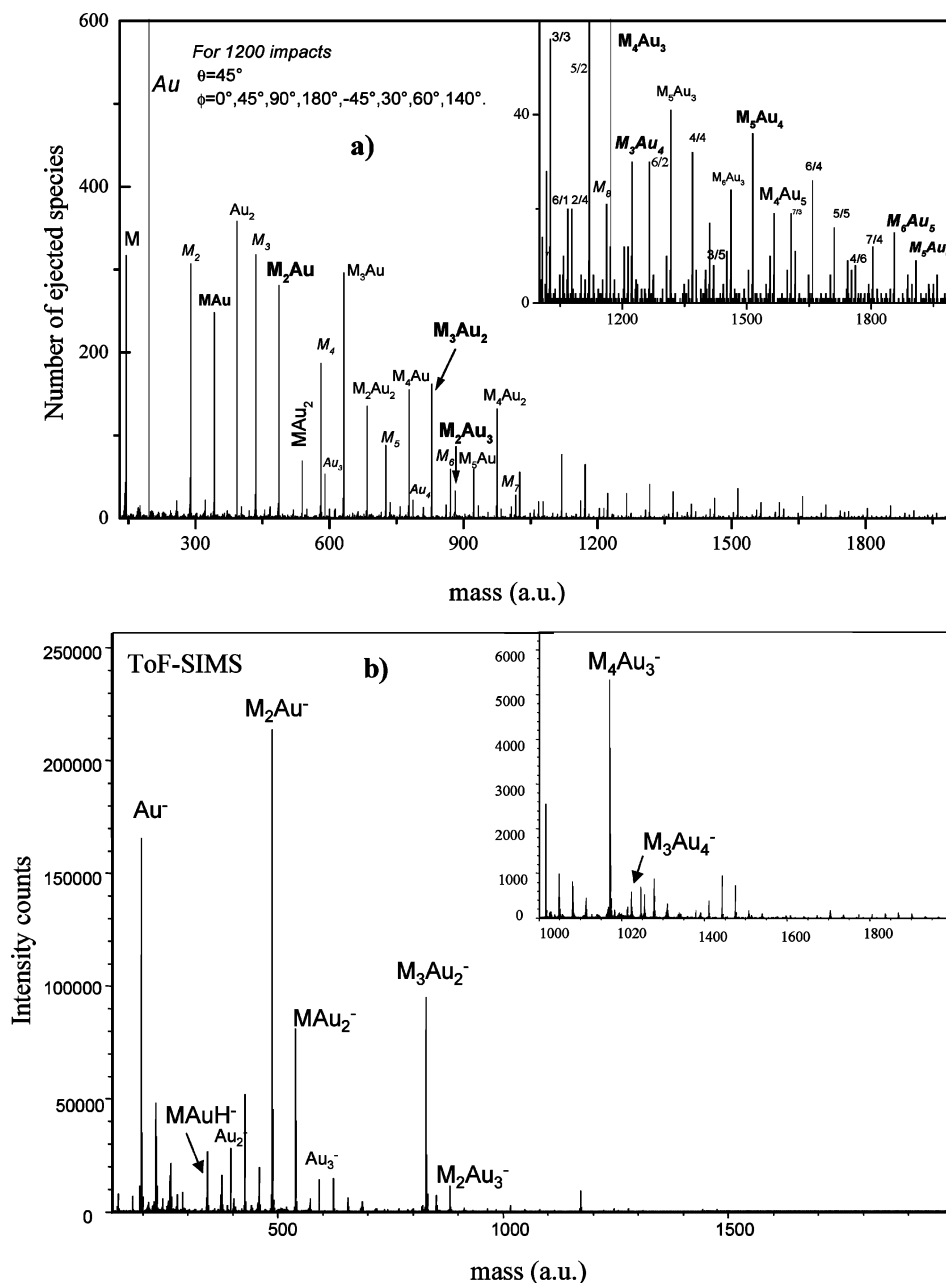 600
400
200
0
Number of ejected species
For 1200 impacts
θ=45°
ϕ=0°,45°,90°,180°,-45°,30°,60°,140°.
a)
Au
M
M₂
MAu
Au₂
M₃
M₂Au
MAu₂
M₄
Au₃
M₃Au
M₂Au₂
M₅
M₄Au
Au₄
M₃Au₂
M₆
M₂Au₃
M₅Au
M₄Au₂
M₇
300 600 900 1200 1500 1800
mass (a.u.)
40
0
3/3
5/2
M₄Au₃
6/1
2/4
M₈
M₃Au₄
6/2
M₅Au₃
4/4
3/5
M₆Au₃
M₅Au₄
M₄Au₅
7/3
6/4
5/5
4/6
7/4
M₆Au₅
M₅Au
1200 1400 1600 1800
250000
200000
150000
100000
50000
0
Intensity counts
ToF-SIMS
b)
Au⁻
MAuH⁻
Au₂⁻
M₂Au⁻
MAu₂⁻
Au₃⁻
M₃Au₂⁻
M₂Au₃⁻
500 1000 1500
mass (a.u.)
6000
5000
4000
3000
2000
1000
0
M₄Au₃⁻
M₃Au₄⁻
1000 1020 1400 1600 1800